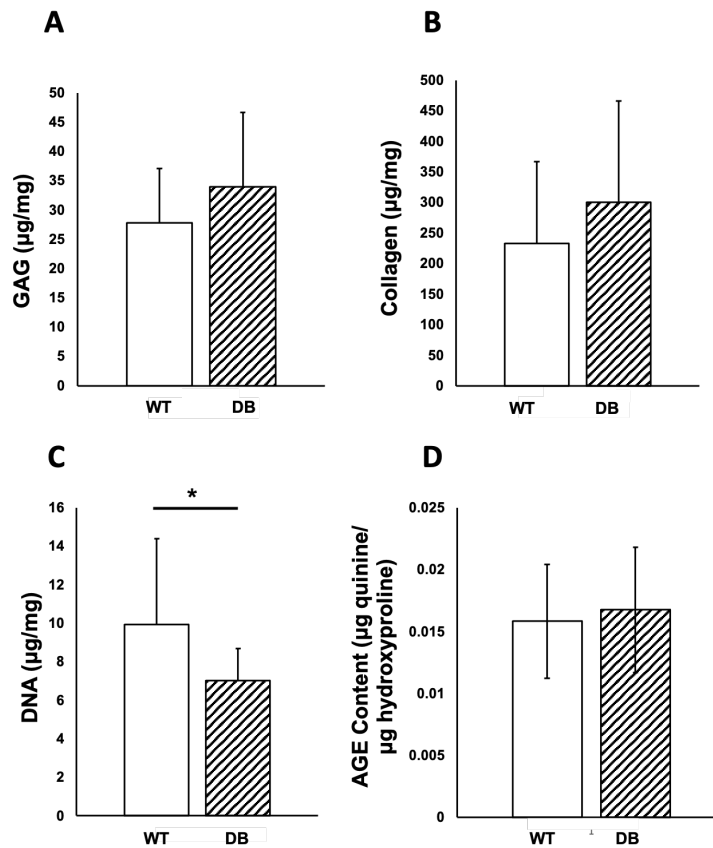 A
GAG (µg/mg)
50
45
40
35
30
25
20
15
10
5
0
WT DB
B
Collagen (µg/mg)
500
450
400
350
300
250
200
150
100
50
0
WT DB
C
DNA (µg/mg)
16
14
12
10
8
6
4
2
0
*
WT DB
D
AGE Content (µg quinine/
µg hydroxyproline)
0.025
0.02
0.015
0.01
0.005
0
WT DB